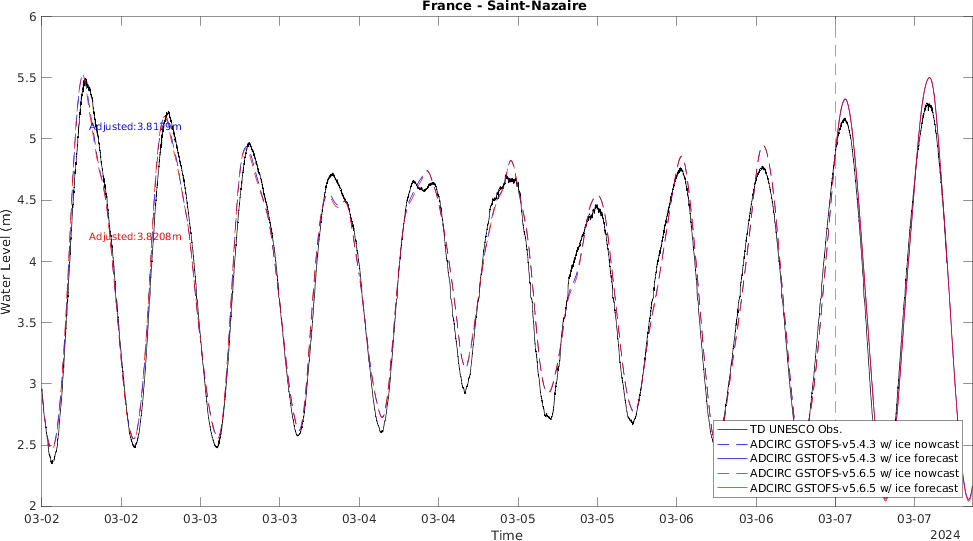 France - Saint-Nazaire
6
5.5
5
4.5
4
3.5
3
2.5
2
Water Level (m)
Adjusted:3.8119m
Adjusted:3.8208m
TD UNESCO Obs.
ADCIRC GSTOFS-v5.4.3 w/ ice nowcast
ADCIRC GSTOFS-v5.4.3 w/ ice forecast
ADCIRC GSTOFS-v5.6.5 w/ ice nowcast
ADCIRC GSTOFS-v5.6.5 w/ ice forecast
03-02 03-02 03-03 03-03 03-04 03-04 03-05 03-05 03-06 03-06 03-07 03-07
Time
2024